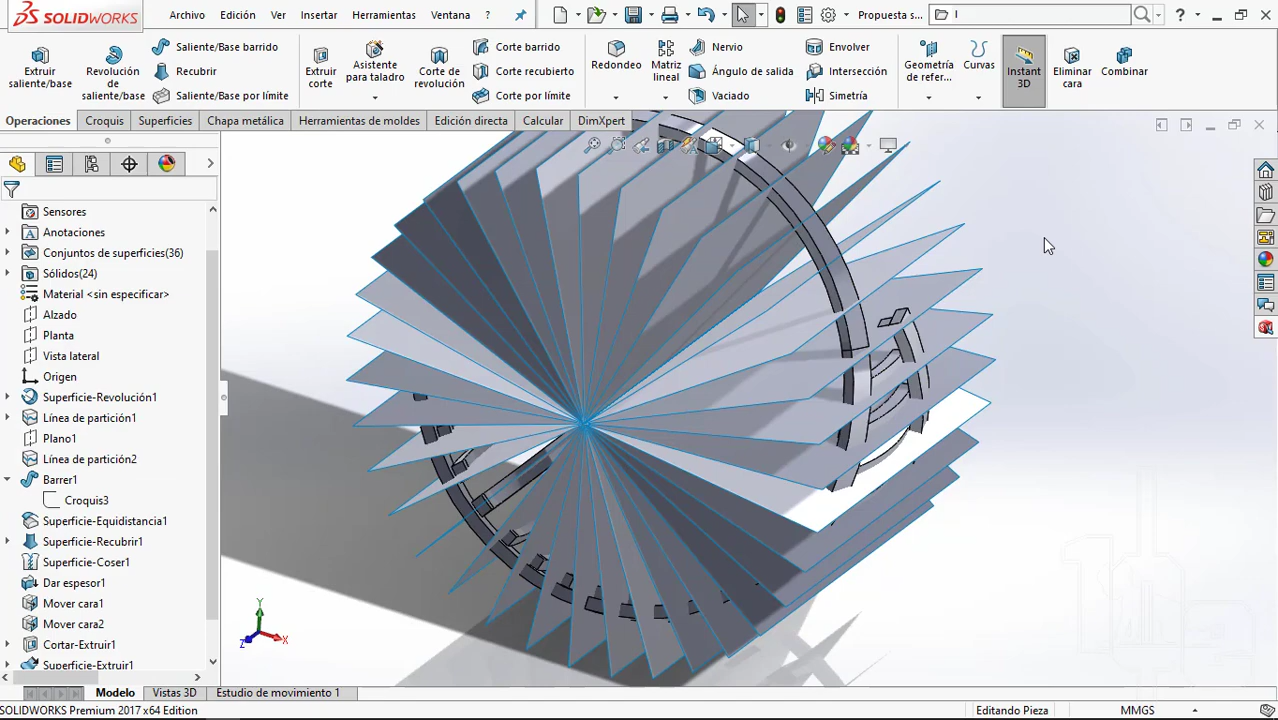 SOLIDWORKS
Archivo Edición Ver Insertar Herramientas Ventana ?
Propuesta s...
Extruir saliente/base
Revolución de saliente/base
Saliente/Base barrido
Recubrir
Saliente/Base por límite
Extruir corte
Asistente para taladro
Corte de revolución
Corte barrido
Corte recubierto
Corte por límite
Redondeo
Matriz lineal
Nervio
Ángulo de salida
Vaciado
Envolver
Intersección
Simetría
Geometría de refer...
Curvas
Instant 3D
Eliminar cara
Combinar
Operaciones Croquis Superficies Chapa metálica Herramientas de moldes Edición directa Calcular DimXpert
Sensores
Anotaciones
Conjuntos de superficies(36)
Sólidos(24)
Material <sin especificar>
Alzado
Planta
Vista lateral
Origen
Superficie-Revolución1
Línea de partición1
Plano1
Línea de partición2
Barrer1
Croquis3
Superficie-Equidistancia1
Superficie-Recubrir1
Superficie-Coser1
Dar espesor1
Mover cara1
Mover cara2
Cortar-Extruir1
Superficie-Extruir1
Y
Z X
Modelo Vistas 3D Estudio de movimiento 1
SOLIDWORKS Premium 2017 x64 Edition Editando Pieza MMGS